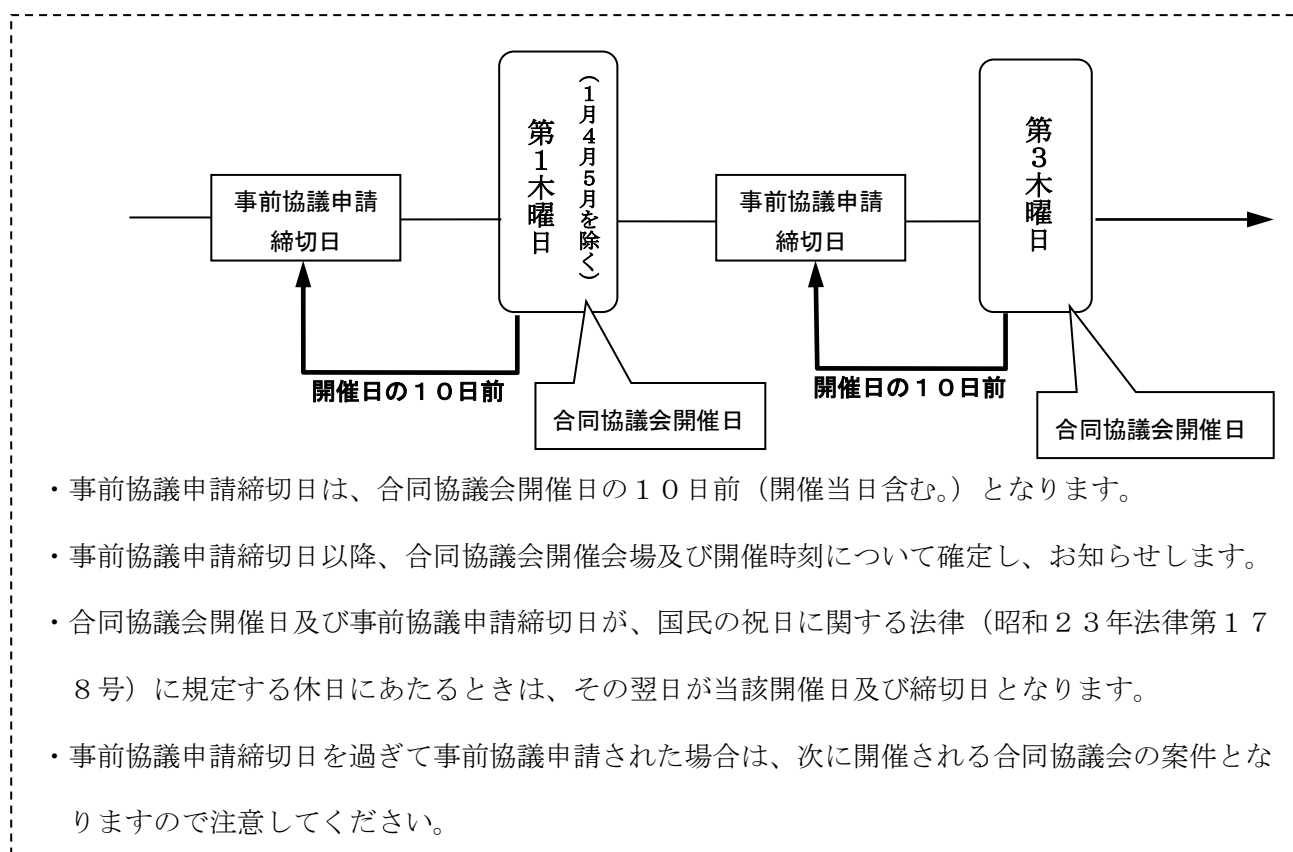 事前協議申請
締切日
第1木曜日
（1月4月5月を除く）
事前協議申請
締切日
第3木曜日
開催日の１０日前
合同協議会開催日
開催日の１０日前
合同協議会開催日
・事前協議申請締切日は、合同協議会開催日の１０日前（開催当日含む。）となります。
・事前協議申請締切日以降、合同協議会開催会場及び開催時刻について確定し、お知らせします。
・合同協議会開催日及び事前協議申請締切日が、国民の祝日に関する法律（昭和２３年法律第１７
８号）に規定する休日にあたるときは、その翌日が当該開催日及び締切日となります。
・事前協議申請締切日を過ぎて事前協議申請された場合は、次に開催される合同協議会の案件とな
りますので注意してください。